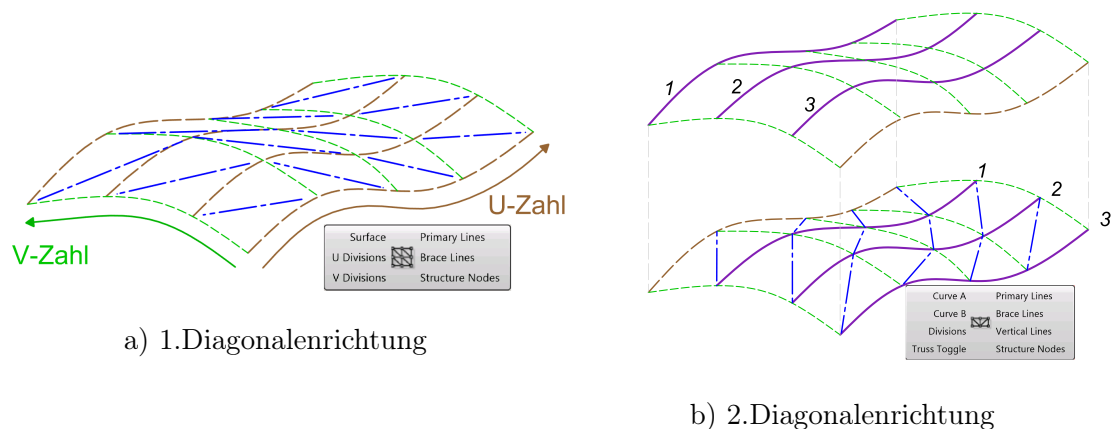 V-Zahl
U-Zahl
Surface Primary Lines
U Divisions Brace Lines
V Divisions Structure Nodes
a) 1.Diagonalenrichtung
1
2
3
1
2
3
Curve A Primary Lines
Curve B Brace Lines
Divisions Vertical Lines
Truss Toggle Structure Nodes
b) 2.Diagonalenrichtung